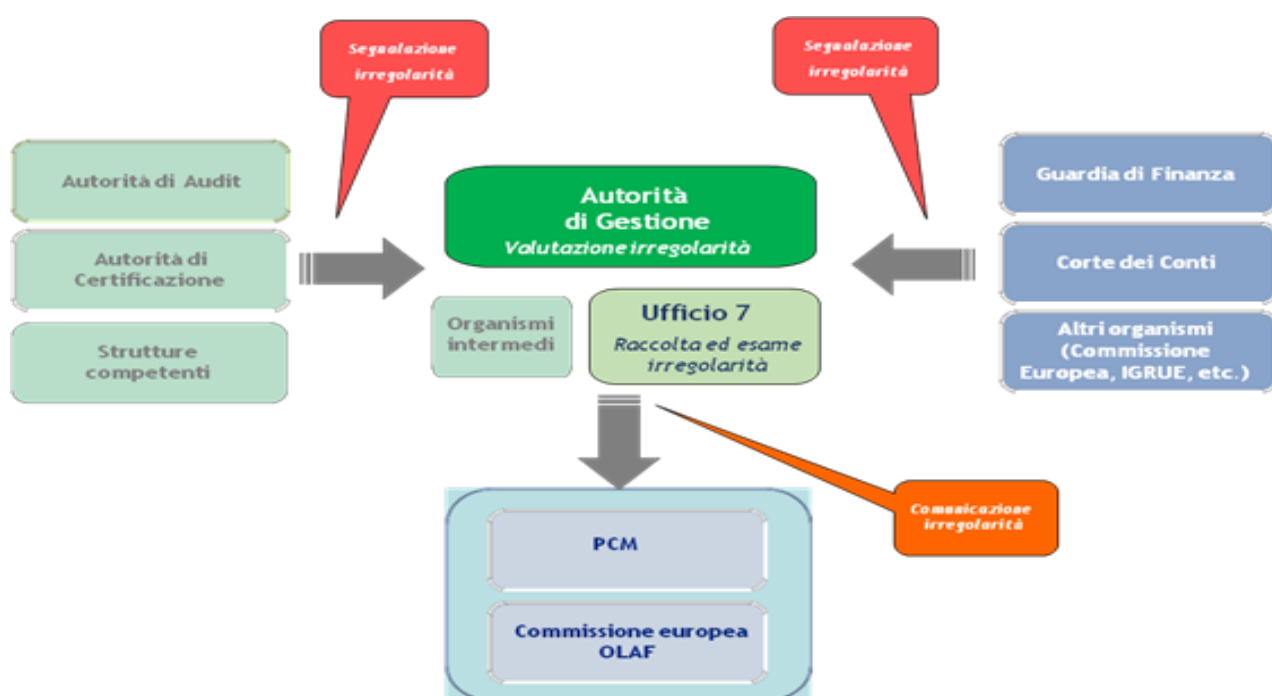 Segnalazione
irregolarità
Segnalazione
irregolarità
Autorità di Audit
Autorità di
Certificazione
Strutture
competenti
Autorità
di Gestione
Valutazione irregolarità
Organismi
intermedi
Ufficio 7
Raccolta ed esame
irregolarità
Guardia di Finanza
Corte dei Conti
Altri organismi
(Commissione
Europea, IGRUE, etc.)
Comunicazione
irregolarità
PCM
Commissione europea
OLAF